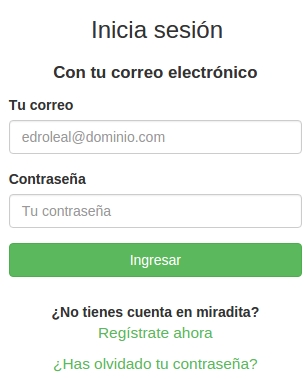 Inicia sesión
Con tu correo electrónico
Tu correo
edroleal@dominio.com
Contraseña
Tu contraseña
Ingresar
¿No tienes cuenta en miradita?
Regístrate ahora
¿Has olvidado tu contraseña?